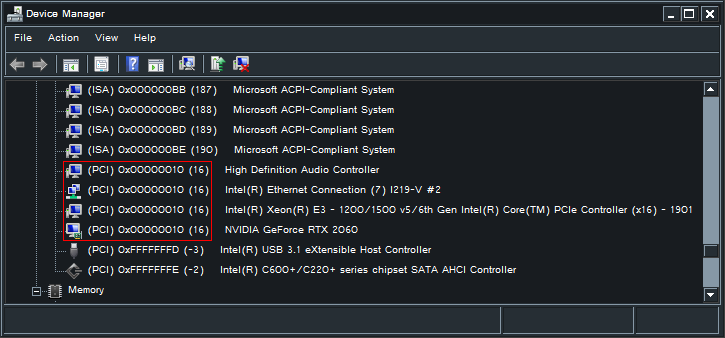 Device Manager
File Action View Help
(ISA) 0x000000BB (187) Microsoft ACPI-Compliant System
(ISA) 0x000000BC (188) Microsoft ACPI-Compliant System
(ISA) 0x000000BD (189) Microsoft ACPI-Compliant System
(ISA) 0x000000BE (190) Microsoft ACPI-Compliant System
(PCI) 0x00000010 (16) High Definition Audio Controller
(PCI) 0x00000010 (16) Intel(R) Ethernet Connection (7) I219-V #2
(PCI) 0x00000010 (16) Intel(R) Xeon(R) E3 - 1200/1500 v5/6th Gen Intel(R) Core(TM) PCIe Controller (x16) - 1901
(PCI) 0x00000010 (16) NVIDIA GeForce RTX 2060
(PCI) 0xFFFFFFFD (-3) Intel(R) USB 3.1 eXtensible Host Controller
(PCI) 0xFFFFFFFE (-2) Intel(R) C600+/C220+ series chipset SATA AHCI Controller
Memory